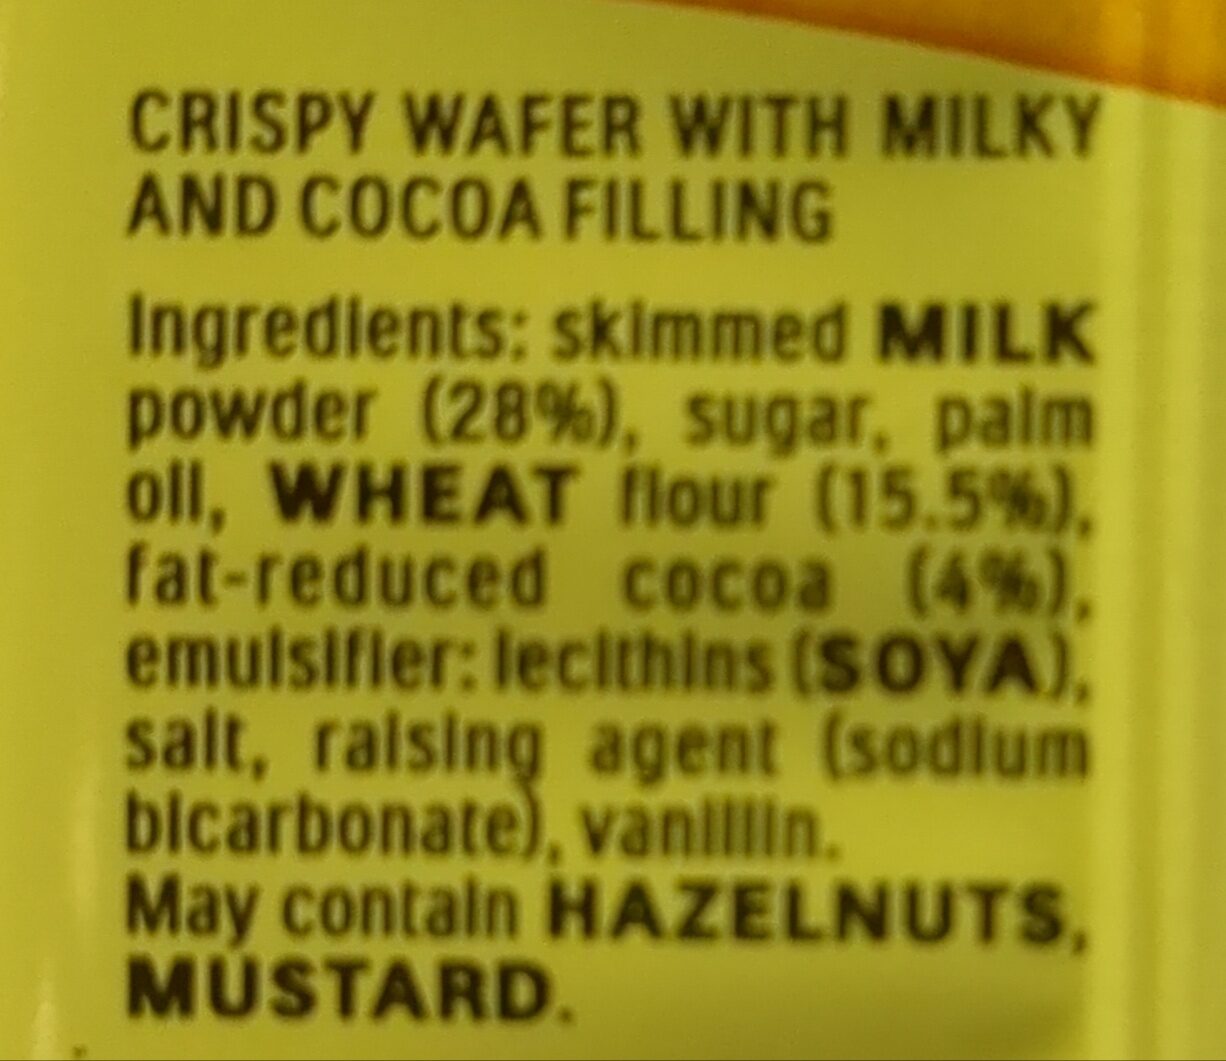 CRISPY WAFER WITH MILKY
AND COCOA FILLING
Ingredients: skimmed MILK
powder (28%), sugar, palm
oil, WHEAT flour (15.5%),
fat-reduced cocoa (4%),
emulsifier: lecithins (SOYA),
salt, raising agent (sodium
bicarbonate), vanillin.
May contain HAZELNUTS,
MUSTARD.